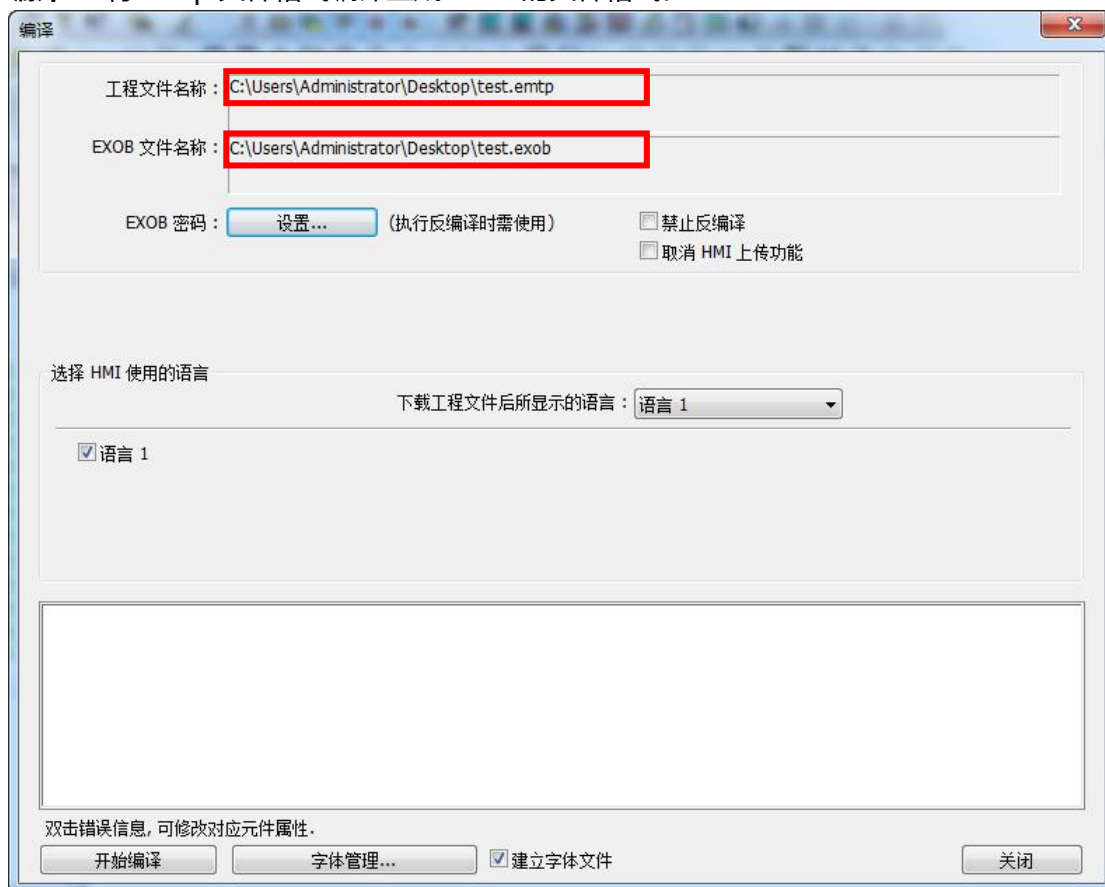 编译
工程文件名称：C:\Users\Administrator\Desktop\test.emtp
EXOB 文件名称：C:\Users\Administrator\Desktop\test.exob
EXOB 密码： 设置... (执行反编译时需使用) 禁止反编译
取消 HMI 上传功能
选择 HMI 使用的语言
下载工程文件后所显示的语言：语言 1
语言 1
双击错误信息, 可修改对应元件属性.
开始编译 字体管理... 建立字体文件 关闭